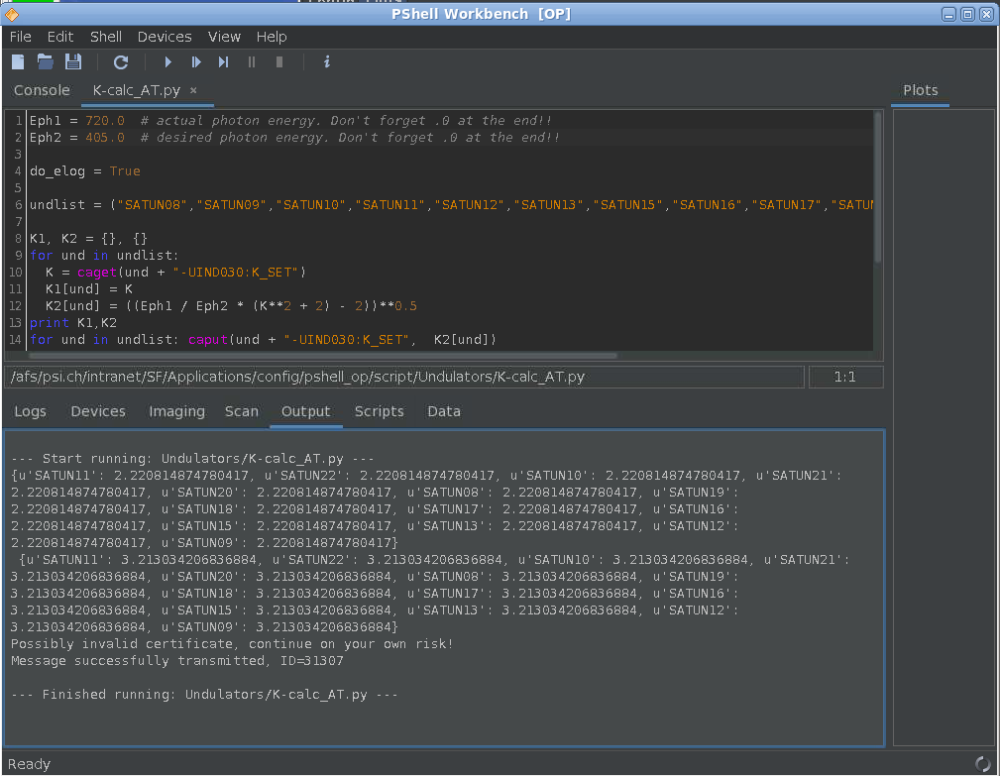 PShell Workbench [OP]
File Edit Shell Devices View Help
Console K-calc_AT.py × Plots
1 Eph1 = 720.0  # actual photon energy. Don't forget .0 at the end!!
2 Eph2 = 405.0  # desired photon energy. Don't forget .0 at the end!!
3
4 do_elog = True
5
6 undlist = ("SATUN08","SATUN09","SATUN10","SATUN11","SATUN12","SATUN13","SATUN15","SATUN16","SATUN17","SATUN
7
8 K1, K2 = {}, {}
9 for und in undlist:
10   K = caget(und + "-UIND030:K_SET")
11   K1[und] = K
12   K2[und] = ((Eph1 / Eph2 * (K**2 + 2) - 2))**0.5
13 print K1,K2
14 for und in undlist: caput(und + "-UIND030:K_SET",  K2[und])
/afs/psi.ch/intranet/SF/Applications/config/pshell_op/script/Undulators/K-calc_AT.py 1:1
Logs Devices Imaging Scan Output Scripts Data
--- Start running: Undulators/K-calc_AT.py ---
{u'SATUN11': 2.220814874780417, u'SATUN22': 2.220814874780417, u'SATUN10': 2.220814874780417, u'SATUN21':
2.220814874780417, u'SATUN20': 2.220814874780417, u'SATUN08': 2.220814874780417, u'SATUN19':
2.220814874780417, u'SATUN18': 2.220814874780417, u'SATUN17': 2.220814874780417, u'SATUN16':
2.220814874780417, u'SATUN15': 2.220814874780417, u'SATUN13': 2.220814874780417, u'SATUN12':
2.220814874780417, u'SATUN09': 2.220814874780417}
{u'SATUN11': 3.213034206836884, u'SATUN22': 3.213034206836884, u'SATUN10': 3.213034206836884, u'SATUN21':
3.213034206836884, u'SATUN20': 3.213034206836884, u'SATUN08': 3.213034206836884, u'SATUN19':
3.213034206836884, u'SATUN18': 3.213034206836884, u'SATUN17': 3.213034206836884, u'SATUN16':
3.213034206836884, u'SATUN15': 3.213034206836884, u'SATUN13': 3.213034206836884, u'SATUN12':
3.213034206836884, u'SATUN09': 3.213034206836884}
Possibly invalid certificate, continue on your own risk!
Message successfully transmitted, ID=31307
--- Finished running: Undulators/K-calc_AT.py ---
Ready